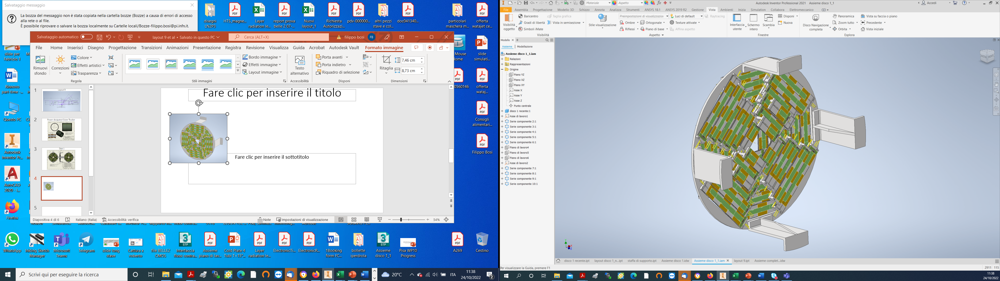 Salvataggio messaggio
La bozza del messaggio non è stata copiata nella cartella bozze (Bozze) a causa di errori di accesso
alla rete o al file.
È possibile riprovare o salvare la bozza localmente su Cartelle locali/Bozze-filippo.bosi@pi.infn.it.
disegni LN2P3
HTS_magne...
Layer radiation le...
report prova belle 2 07-...
Nuovi layout_1
Richiesta Autorizzazi...
pdv-000000...
altri pezzi stave e col...
doc041340...
particolari maschera m...
offerta watajet ce...
Salvataggio automatico
layout 9 et al • Salvato in questo PC
Cerca (ALT+X)
filippo bosi
FB
File Home Inserisci Disegno Progettazione Transizioni Animazioni Presentazione Registra Revisione Visualizza Guida Acrobat Autodesk Vault Formato immagine
Rimuovi sfondo
Correzioni
Colore
Effetti artistici
Trasparenza
Regola
Stili immagini
Bordo immagine
Effetti immagine
Layout immagine
Testo alternativo
Accessibilità
Porta avanti
Porta indietro
Riquadro di selezione
Disponi
Ritaglia
7,46 cm
8,73 cm
Dimensioni
1
Layout 9
2
Power dissipated Outer Tracker
3
Disk 1
4
5
Fare clic per inserire il titolo
Fare clic per inserire il sottotitolo
Diapositiva 4 di 6
Italiano (Italia)
Accessibilità: verifica
Note
Impostazioni di visualizzazione
54%
slide per Fabrizio 1
Rinnovo part-time -...
Questo PC
Autodesk Inventor Pr...
AutoCAD 2020 - I...
Firefox
Mouse
slide simulati...
0560146
offerta wataj...
Consigli alimentari...
Filippo Bosi
WhatsApp
Inkling Sketch Manager
Microsoft Teams
Telegram
slide long stave
Cattura x roberto
file BELLE2 CMOS
Interfaccia flussi contra...
Assieme piano di lav...
Cold Plate 4 Tubi T=15°...
Layer radiation le...
ElectronicTi...
ElectronicR...
1Booking form FC...
bollette iperdrola
Assieme disco 1_1
Pisa WP10 Progress
A269
Cestino
Scrivi qui per eseguire la ricerca
20°C
ITA
11:38
24/10/2022
2
Materiale
Aspetto
Autodesk Inventor Professional 2021 Assieme disco 1_1
Accedi
File Assembla Progettazione Modello 3D Schizzo Annota Analizza Strumenti ANSYS 18.1 ANSYS 2019 R2 Gestione Vista Ambienti Inizia Simulation Collabora Elettromeccanico
Visibilità oggetto
Baricentro
Gradi di libertà
Simboli iMate
Taglia grafica
Vista in semisezione
Visibilità
Stile visualizzazione
Preimpostazioni di visualizzazior
Ombre
Riflessi
Ortogonale
Piano di base
Luci di default
Texture attivate
Affina aspetto
Raytracing
Aspetto
Interfaccia utente
Schermo intero
Scambia
Disponi
Nuova
Finestre
Disco Navigazione completa
Panoramica
Zoom tutto
Orbita
Vista su faccia o piano
Precedente
Vista iniziale
Esplora
Modello
Assieme
Modellazione
Assieme disco 1_1.iam
Relazioni
Rappresentazioni
Origine
Piano YZ
Piano XZ
Piano XY
Asse X
Asse Y
Asse Z
Punto centrale
disco 1 recente:1
Asse di lavoro1
Serie componente 2:1
Serie componente 3:1
Serie componente 4:1
Serie componente 5:1
Serie componente 6:1
Piano di lavoro4
Piano di lavoro5
Piano di lavoro6
Asse di lavoro2
Serie componente 7:1
Serie componente 8:1
Serie componente 9:1
Serie componente 10:1
disco 1 recente.ipt
layout disco 1_n...ipt
staffa di supporto.ipt
Assieme disco 1.idw
Assieme disco 1_1.iam
layout 9.ipt
Assieme complet...idw
Per visualizzare la Guida, premere F1
2911 115
11:38
24/10/2022